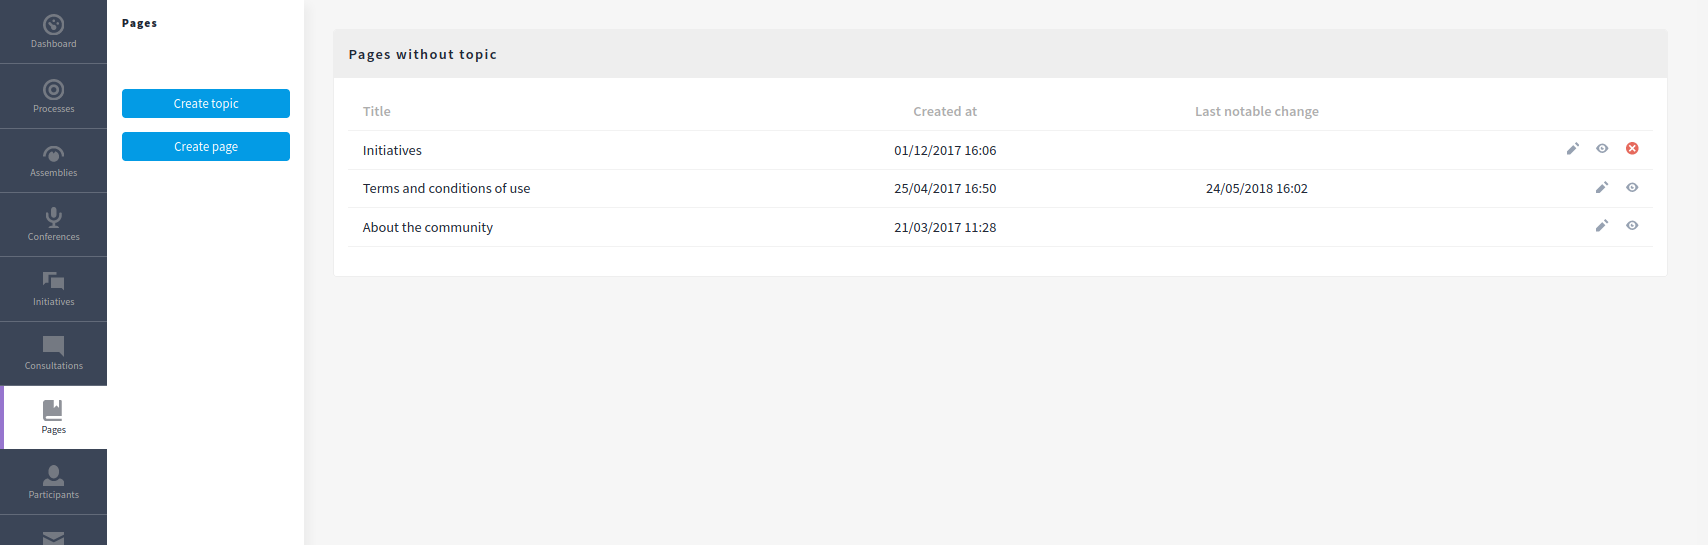 Dashboard
Processes
Assemblies
Conferences
Initiatives
Consultations
Pages
Participants
Pages
Create topic
Create page
Pages without topic
Title Created at Last notable change
Initiatives 01/12/2017 16:06
Terms and conditions of use 25/04/2017 16:50 24/05/2018 16:02
About the community 21/03/2017 11:28